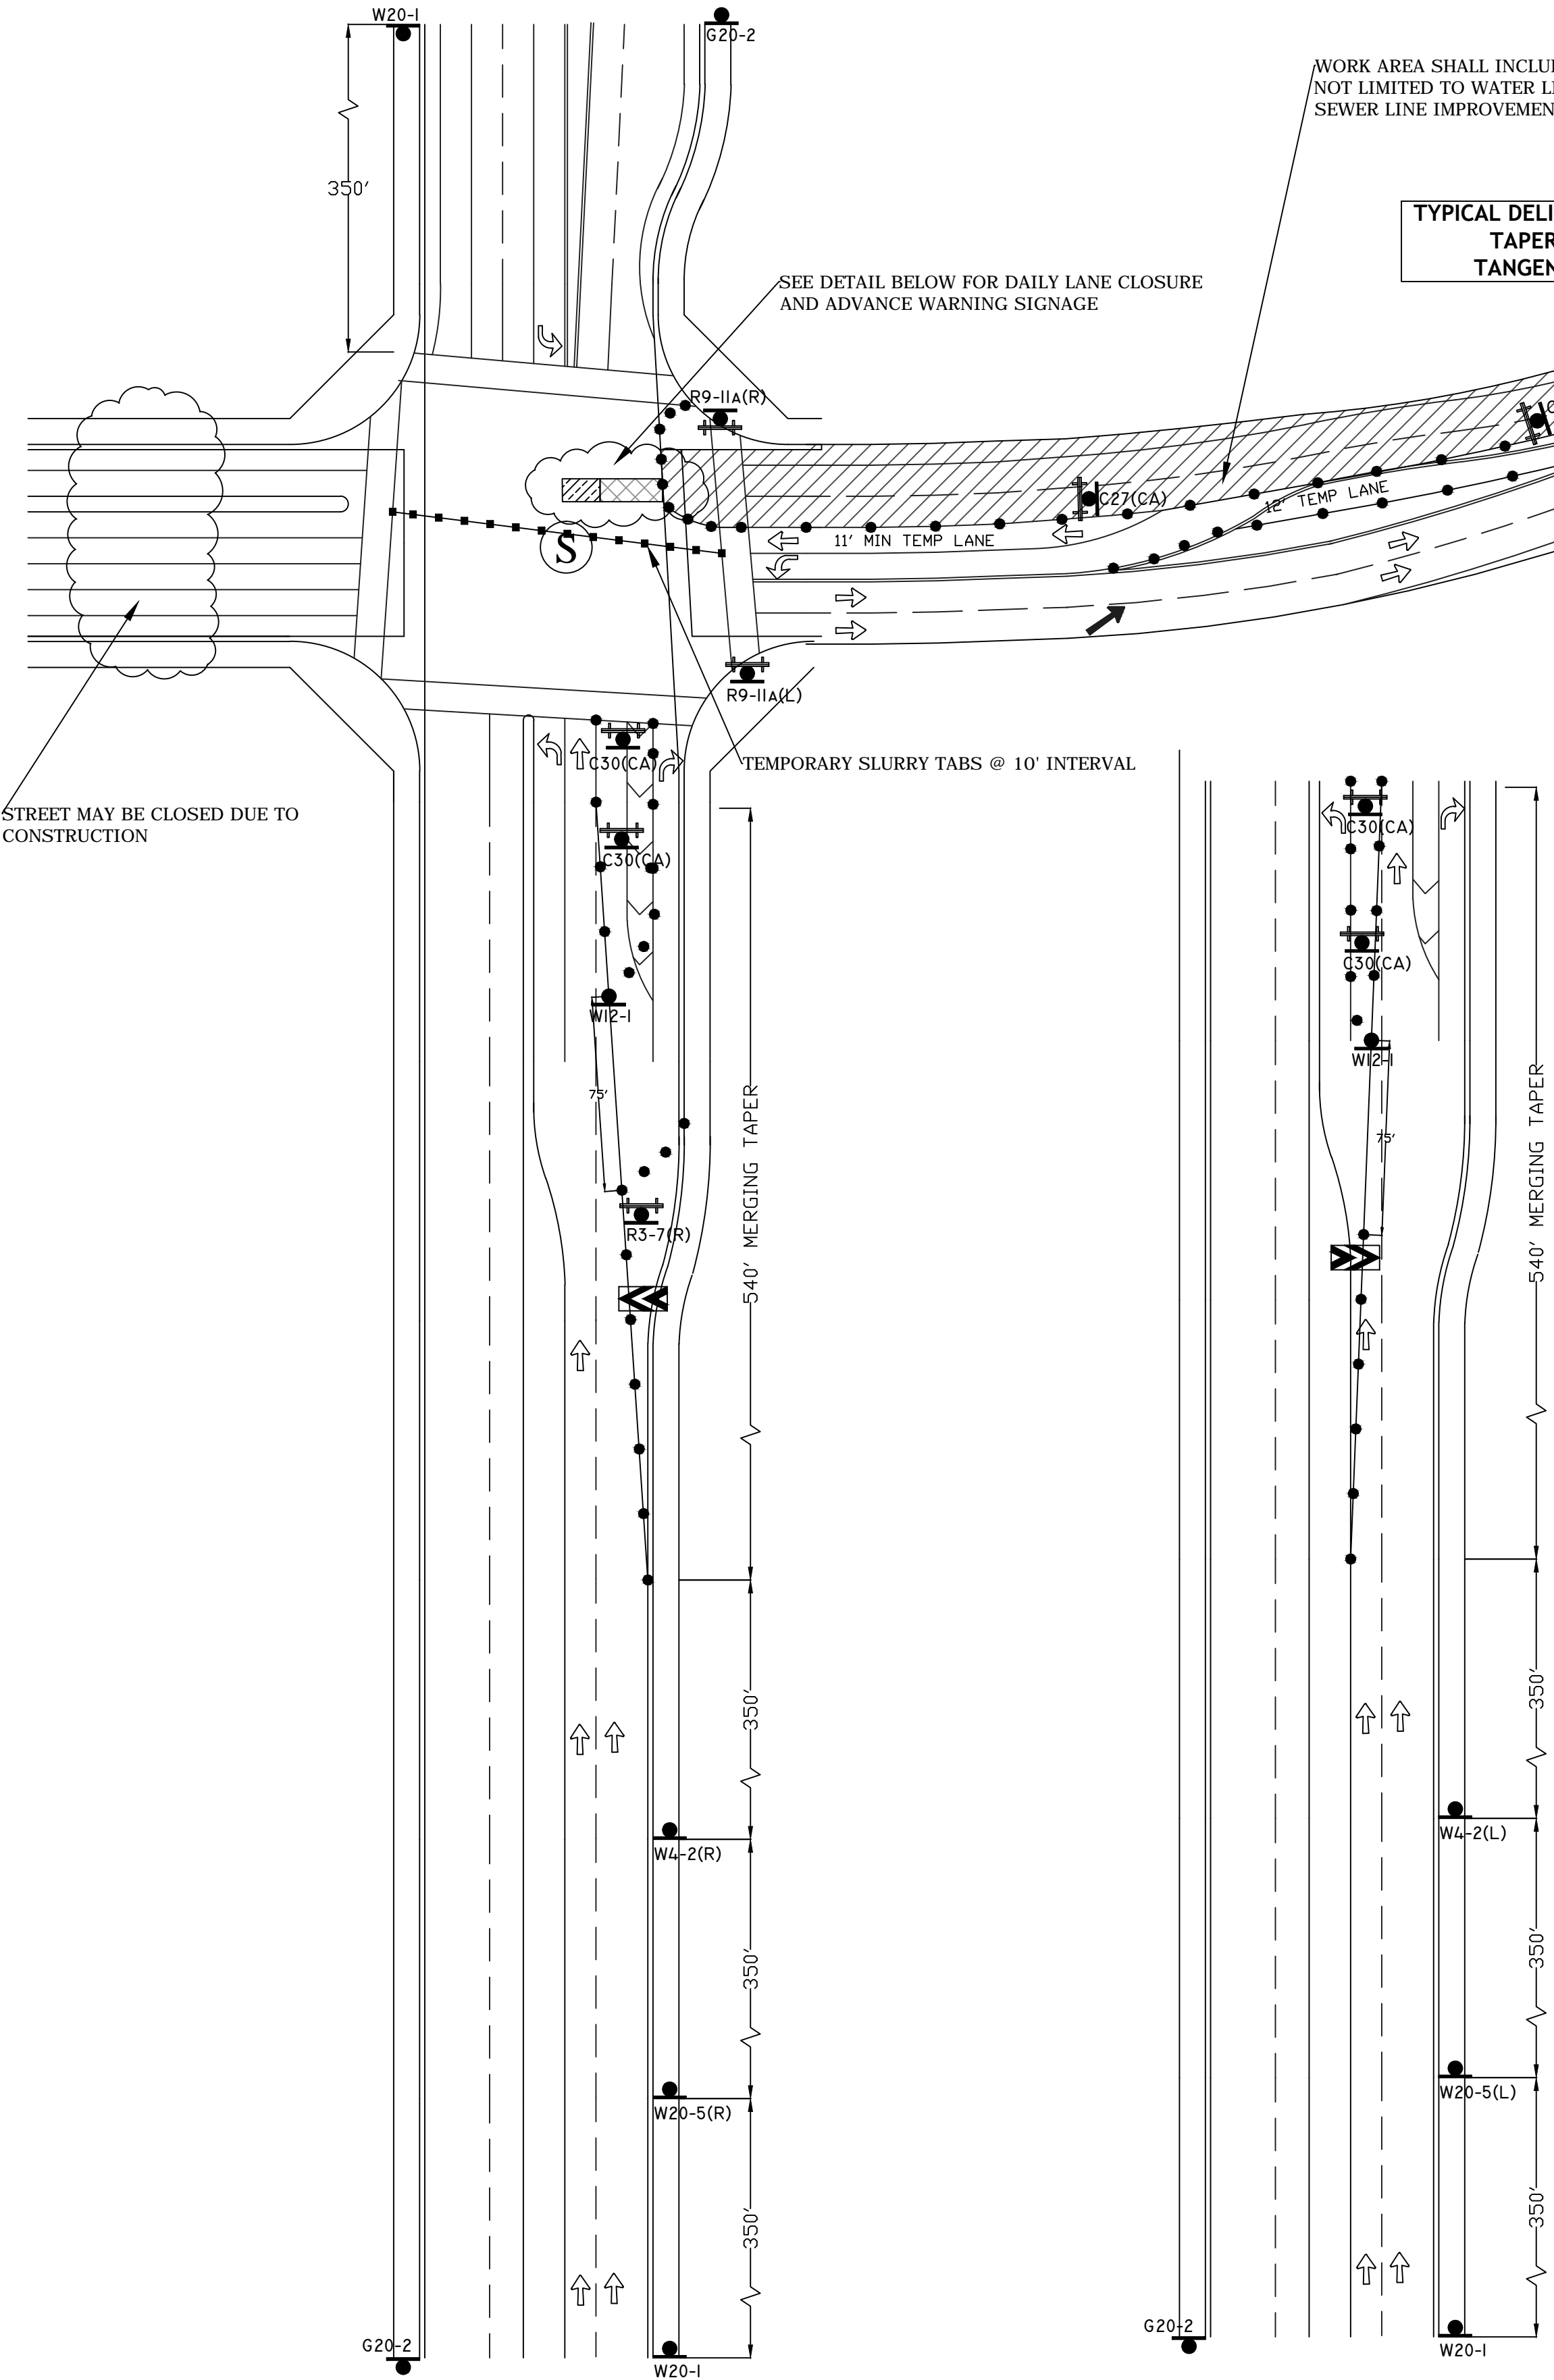 W20-1
G20-2
WORK AREA SHALL
NOT LIMITED TO WATER
SEWER LINE
350'
TYPICAL
TAPER
SEE DETAIL BELOW FOR DAILY LANE CLOSURE
AND ADVANCE WARNING SIGNAGE
R9-11A(R)
C27(CA)
12' TEMP LANE
11' MIN TEMP LANE
S
R9-11A(L)
TEMPORARY SLURRY TABS @ 10' INTERVAL
STREET MAY BE CLOSED DUE TO
CONSTRUCTION
C30(CA)
C30(CA)
W12-1
75'
R3-7(R)
540' MERGING TAPER
350'
W4-2(R)
350'
W20-5(R)
350'
G20-2
W20-1
C30(CA)
C30(CA)
W12-1
75'
540' MERGING TAPER
350'
W4-2(L)
350'
W20-5(L)
350'
G20-2
W20-1